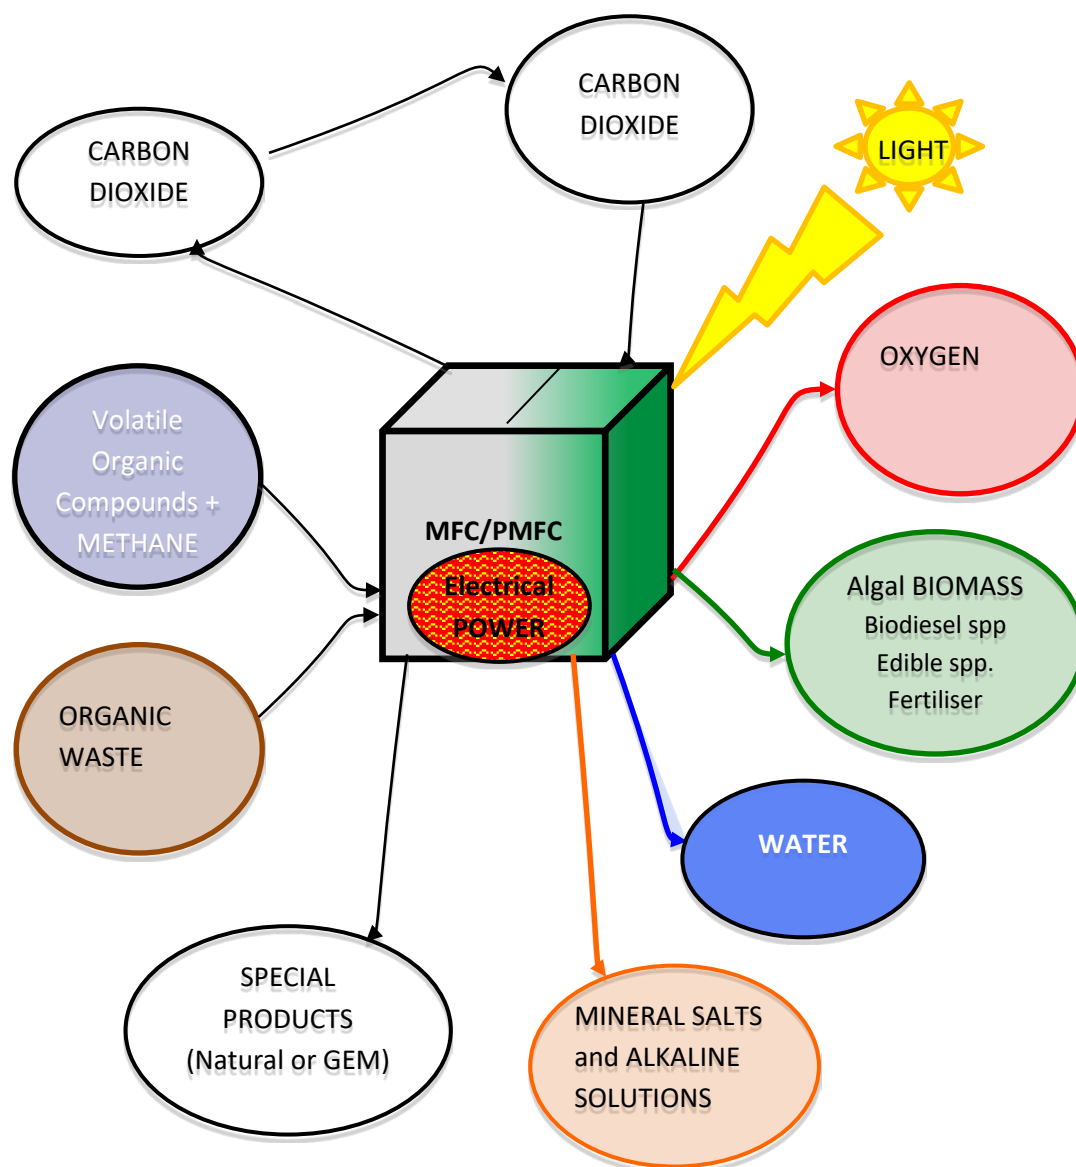 CARBON
DIOXIDE
CARBON
DIOXIDE
LIGHT
OXYGEN
Volatile
Organic
Compounds +
METHANE
MFC/PMFC
Electrical
POWER
Algal BIOMASS
Biodiesel spp
Edible spp.
Fertiliser
ORGANIC
WASTE
WATER
SPECIAL
PRODUCTS
(Natural or GEM)
MINERAL SALTS
and ALKALINE
SOLUTIONS